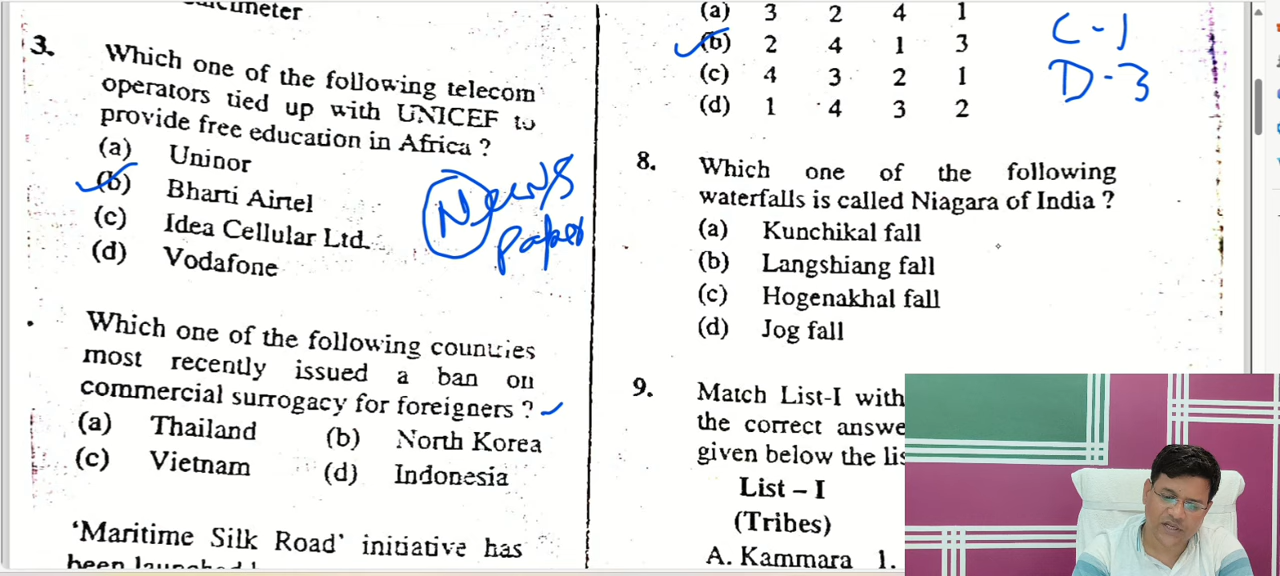 3.
Which one of the following telecom
operators tied up with UNICEF to
provide free education in Africa ?
(a) Uninor
(b) Bharti Airtel
(c) Idea Cellular Ltd.
(d) Vodafone
News
paper
Which one of the following countries
most recently issued a ban on
commercial surrogacy for foreigners ?
(a) Thailand (b) North Korea
(c) Vietnam (d) Indonesia
'Maritime Silk Road' initiative has
been
(a) 3 2 4 1
(b) 2 4 1 3
(c) 4 3 2 1
(d) 1 4 3 2
C-1
D-3
8. Which one of the following
waterfalls is called Niagara of India ?
(a) Kunchikal fall
(b) Langshiang fall
(c) Hogenakhal fall
(d) Jog fall
9. Match List-I with
the correct
given below the
List – I
(Tribes)
A. Kammara 1.